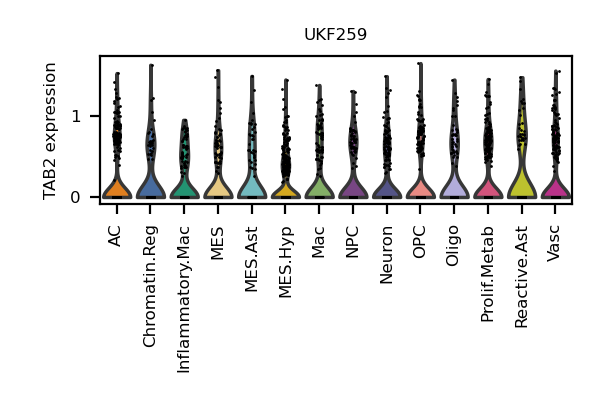 UKF259
TAB2 expression
1
0
AC
Chromatin.Reg
Inflammatory.Mac
MES
MES.Ast
MES.Hyp
Mac
NPC
Neuron
OPC
Oligo
Prolif.Metab
Reactive.Ast
Vasc